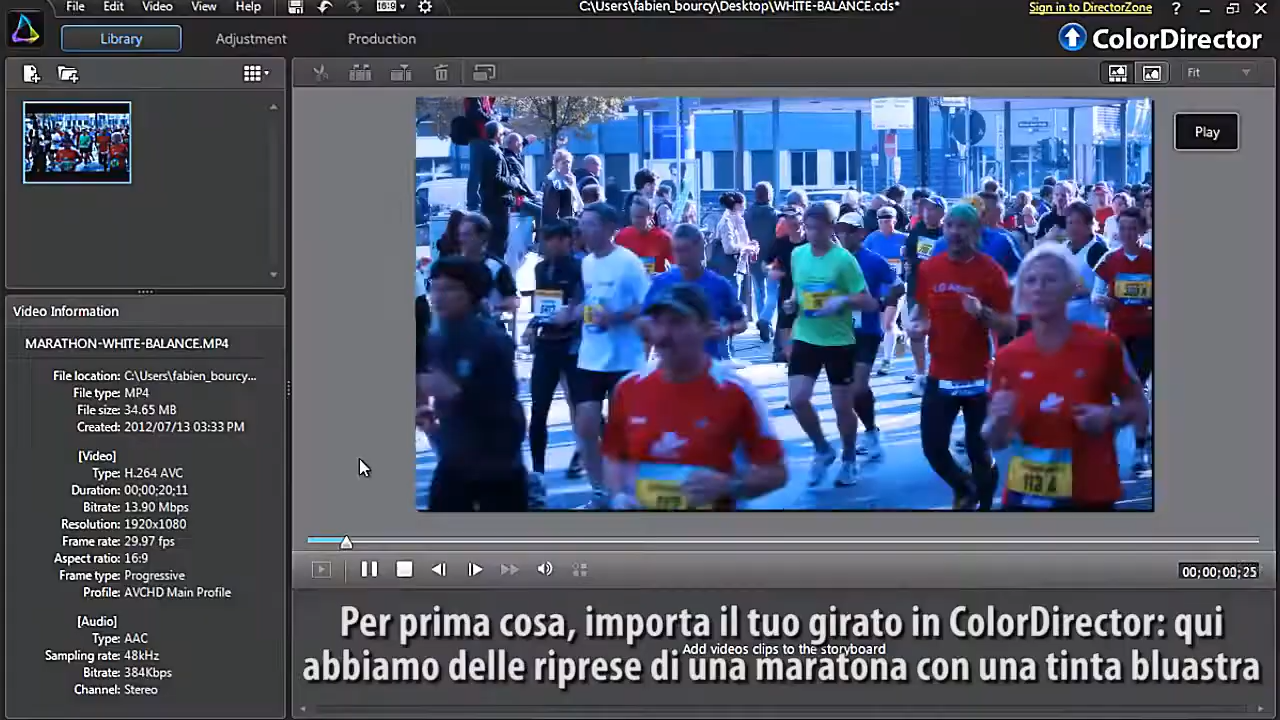 File Edit Video View Help 16:9 C:\Users\fabien_bourcy\Desktop\WHITE-BALANCE.cds* Sign in to DirectorZone ?
Library Adjustment Production ColorDirector
Fit
Play
Video Information
MARATHON-WHITE-BALANCE.MP4
File location: C:\Users\fabien_bourcy...
File type: MP4
File size: 34.65 MB
Created: 2012/07/13 03:33 PM
[Video]
Type: H.264 AVC
Duration: 00;00;20;11
Bitrate: 13.90 Mbps
Resolution: 1920x1080
Frame rate: 29.97 fps
Aspect ratio: 16:9
Frame type: Progressive
Profile: AVCHD Main Profile
[Audio]
Type: AAC
Sampling rate: 48kHz
Bitrate: 384Kbps
Channel: Stereo
00;00;00;25
Per prima cosa, importa il tuo girato in ColorDirector: qui
Add videos clips to the storyboard
abbiamo delle riprese di una maratona con una tinta bluastra